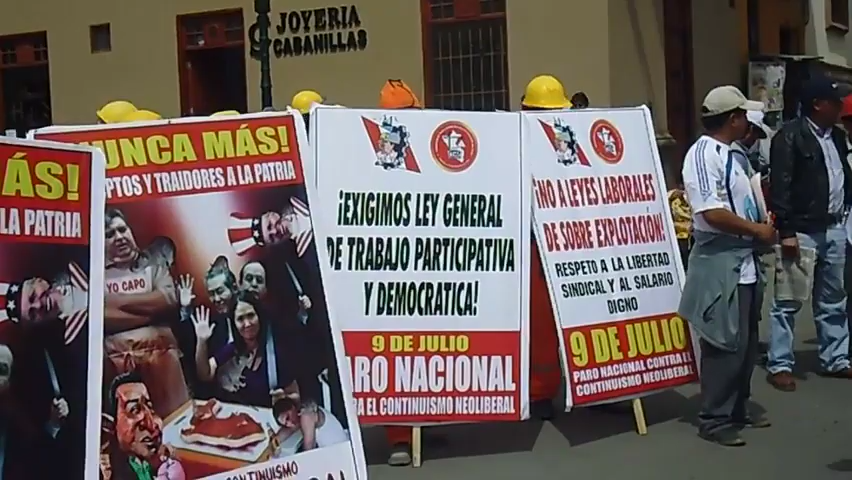 JOYERIA
CABANILLAS
ÁS!
LA PATRIA
NUNCA MÁS!
PTOS Y TRAIDORES A LA PATRIA
YO CAPO
CONTINUISMO
¡EXIGIMOS LEY GENERAL
DE TRABAJO PARTICIPATIVA
Y DEMOCRATICA!
9 DE JULIO
ARO NACIONAL
A EL CONTINUISMO NEOLIBERAL
¡NO A LEYES LABORALES
DE SOBRE EXPLOTACIÓN!
RESPETO A LA LIBERTAD
SINDICAL Y AL SALARIO
DIGNO
9 DE JULIO
PARO NACIONAL CONTRA EL
CONTINUISMO NEOLIBERAL